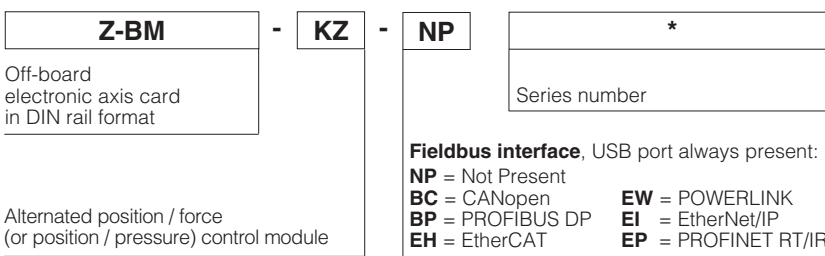 Z-BM - KZ - NP *
Off-board
electronic axis card
in DIN rail format
Series number
Fieldbus interface, USB port always present:
NP = Not Present
BC = CANopen EW = POWERLINK
BP = PROFIBUS DP EI = EtherNet/IP
EH = EtherCAT EP = PROFINET RT/IR
Alternated position / force
(or position / pressure) control module